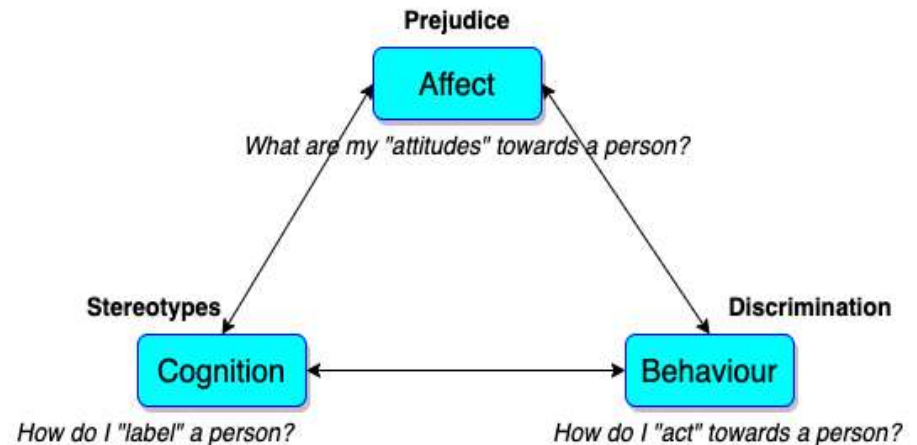 Prejudice
Affect
What are my "attitudes" towards a person?
Stereotypes
Discrimination
Cognition
Behaviour
How do I "label" a person?
How do I "act" towards a person?